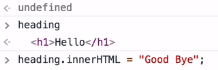 undefined
heading
<h1>Hello</h1>
heading.innerHTML = "Good Bye";